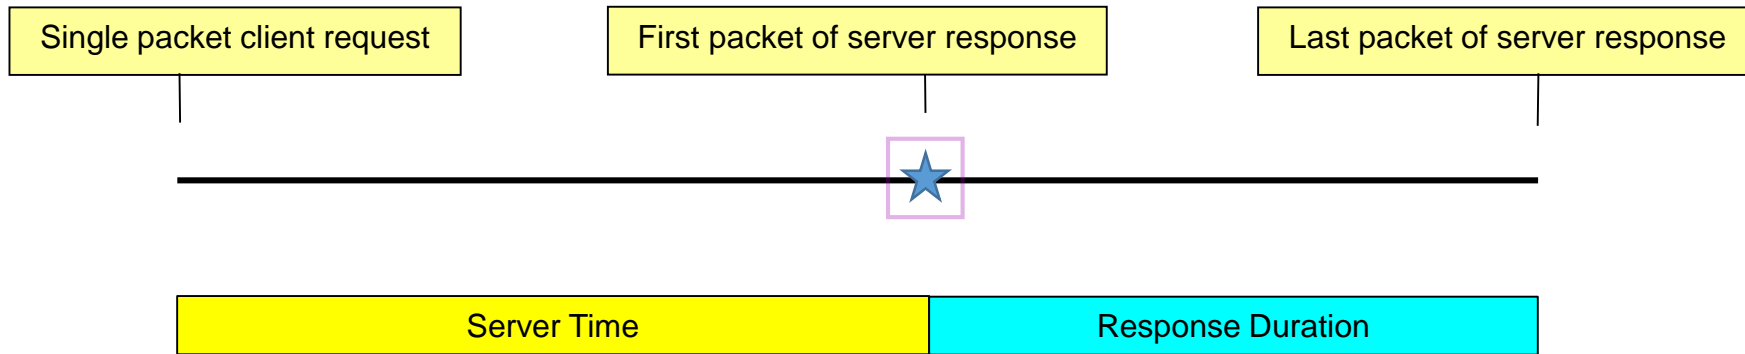 Single packet client request
First packet of server response
Last packet of server response
Server Time
Response Duration